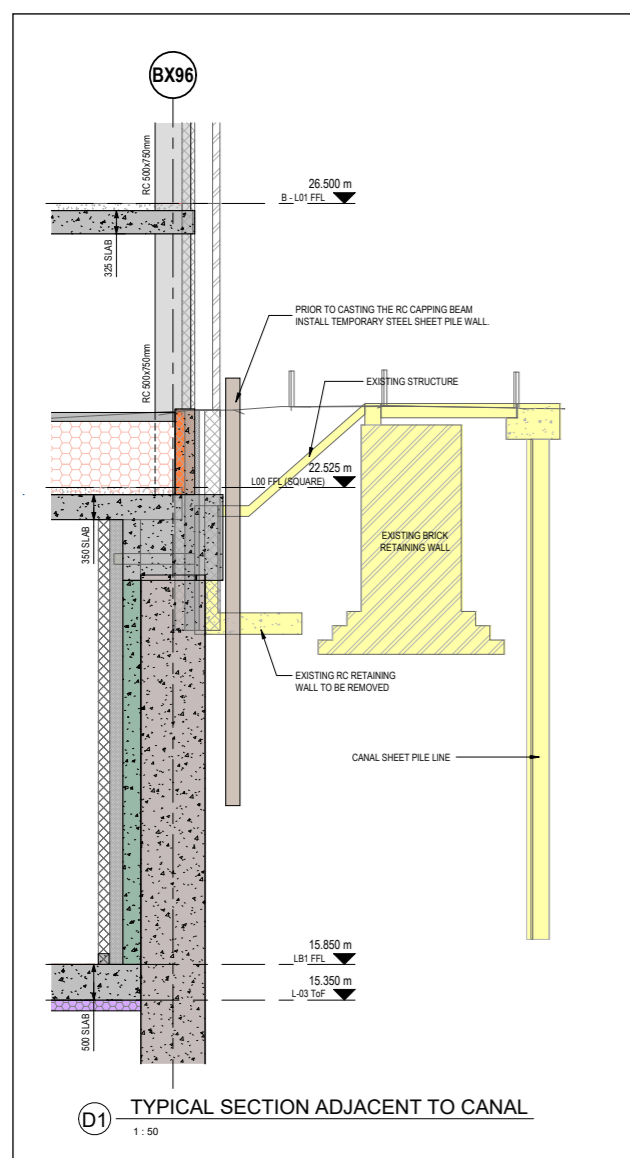 BX96
RC 500x750mm
26.500 m
B - L01 FFL
325 SLAB
PRIOR TO CASTING THE RC CAPPING BEAM
INSTALL TEMPORARY STEEL SHEET PILE WALL.
RC 500x750mm
EXISTING STRUCTURE
22.525 m
L00 FFL (SQUARE)
350 SLAB
EXISTING BRICK
RETAINING WALL
EXISTING RC RETAINING
WALL TO BE REMOVED
CANAL SHEET PILE LINE
15.850 m
LB1 FFL
15.350 m
L-03 ToF
500 SLAB
D1
TYPICAL SECTION ADJACENT TO CANAL
1 : 50